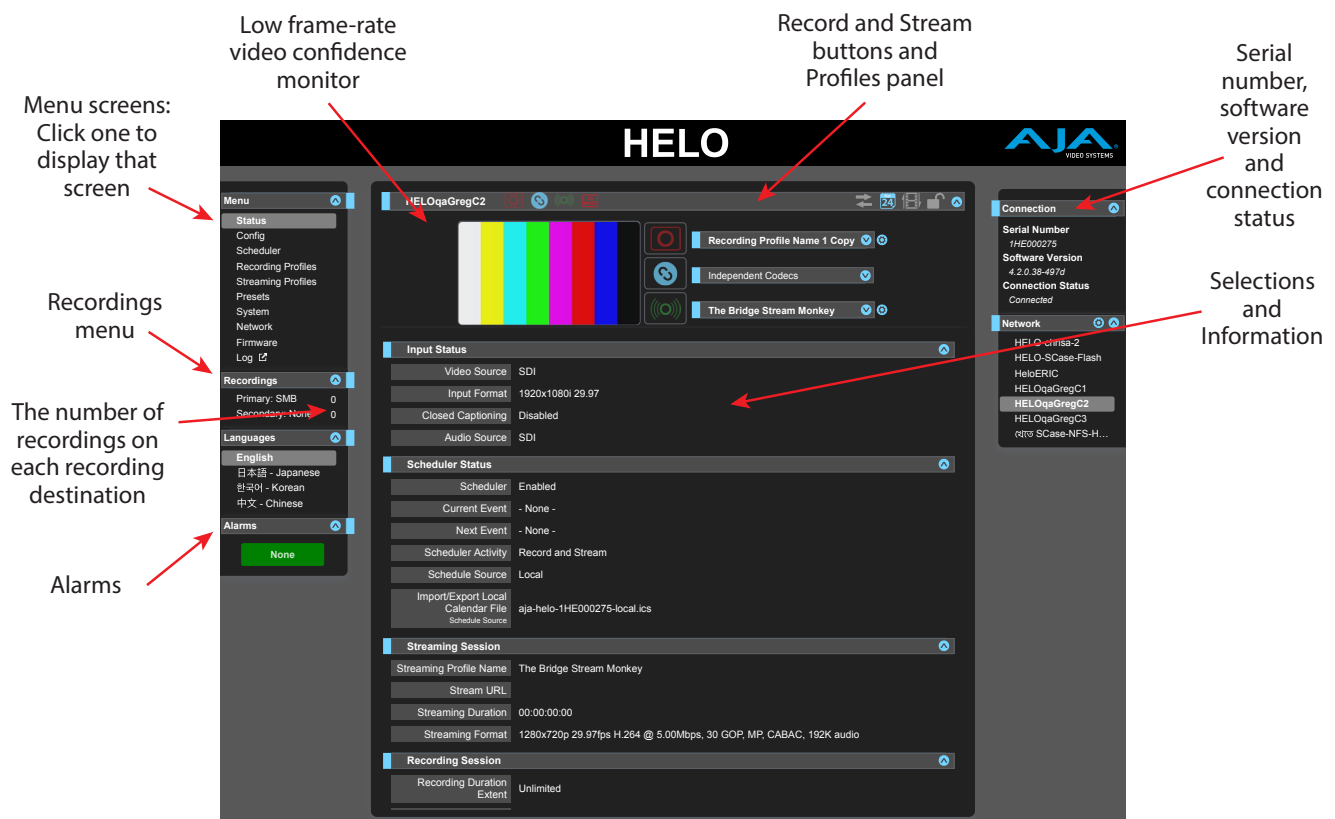 Low frame-rate
video confidence
monitor
Record and Stream
buttons and
Profiles panel
Serial
number,
software
version
and
connection
status
Menu screens:
Click one to
display that
screen
Recordings
menu
The number of
recordings on
each recording
destination
Alarms
Selections
and
Information
HELO
AJA
VIDEO SYSTEMS
Menu
Status
Config
Scheduler
Recording Profiles
Streaming Profiles
Presets
System
Network
Firmware
Log
Recordings
Primary: SMB 0
Secondary: None 0
Languages
English
日本語 - Japanese
한국어 - Korean
中文 - Chinese
Alarms
None
HELOqaGregC2
24
Recording Profile Name 1 Copy
Independent Codecs
The Bridge Stream Monkey
Input Status
Video Source SDI
Input Format 1920x1080i 29.97
Closed Captioning Disabled
Audio Source SDI
Scheduler Status
Scheduler Enabled
Current Event - None -
Next Event - None -
Scheduler Activity Record and Stream
Schedule Source Local
Import/Export Local
Calendar File aja-helo-1HE000275-local.ics
Schedule Source
Streaming Session
Streaming Profile Name The Bridge Stream Monkey
Stream URL
Streaming Duration 00:00:00:00
Streaming Format 1280x720p 29.97fps H.264 @ 5.00Mbps, 30 GOP, MP, CABAC, 192K audio
Recording Session
Recording Duration
Extent Unlimited
Connection
Serial Number
1HE000275
Software Version
4.2.0.38-497d
Connection Status
Connected
Network
HELO-chrisa-2
HELO-SCase-Flash
HeloERIC
HELOqaGregC1
HELOqaGregC2
HELOqaGregC3
SCase-NFS-H...